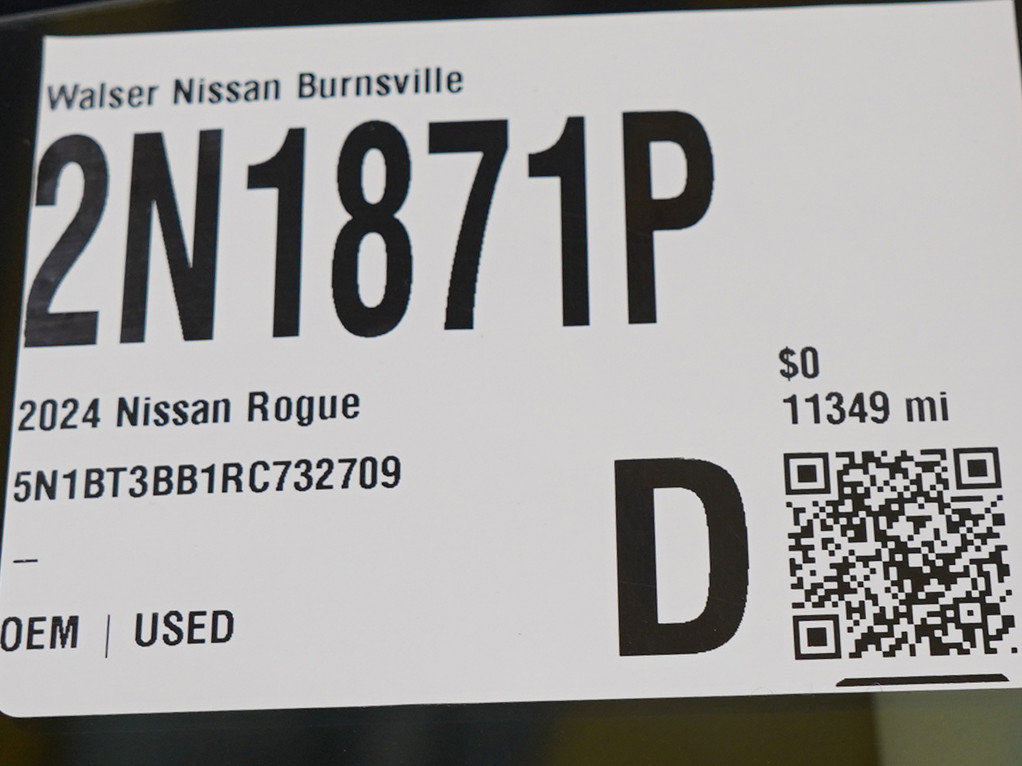 Walser Nissan Burnsville
2N1871P
$0
2024 Nissan Rogue
11349 mi
5N1BT3BB1RC732709
D
—
OEM | USED